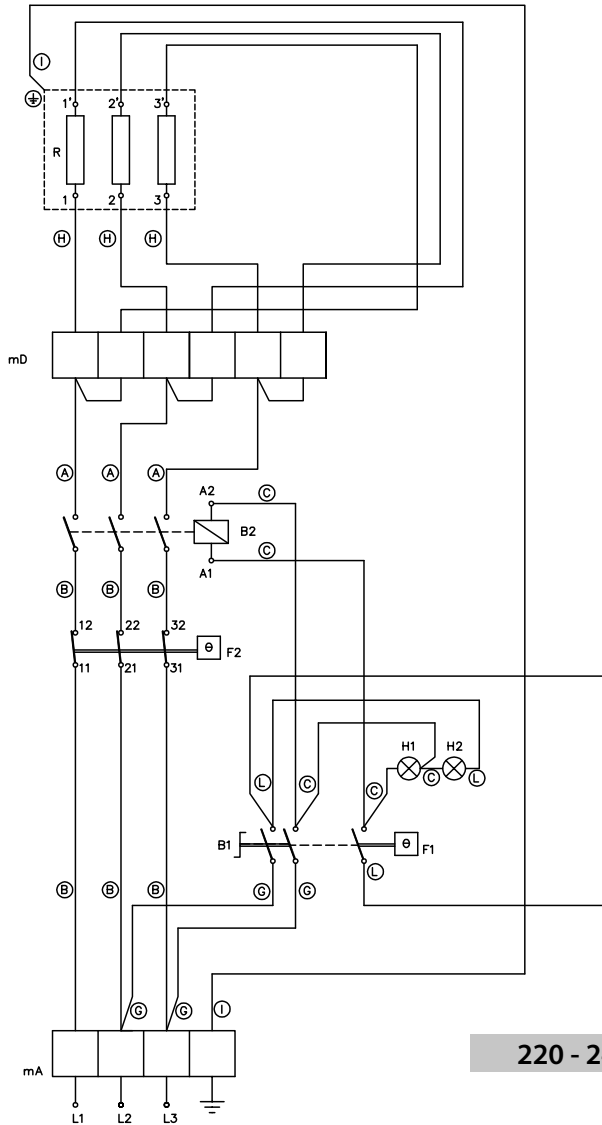 I
1' 2' 3'
R
1 2 3
H H H
mD
A A A
A2 C
B2
A1 C
B B B
12 22 32
F2
11 21 31
H1 H2
C L
L C C
B1
F1
L
B B B G G
G G I
220 - 2
mA
L1 L2 L3